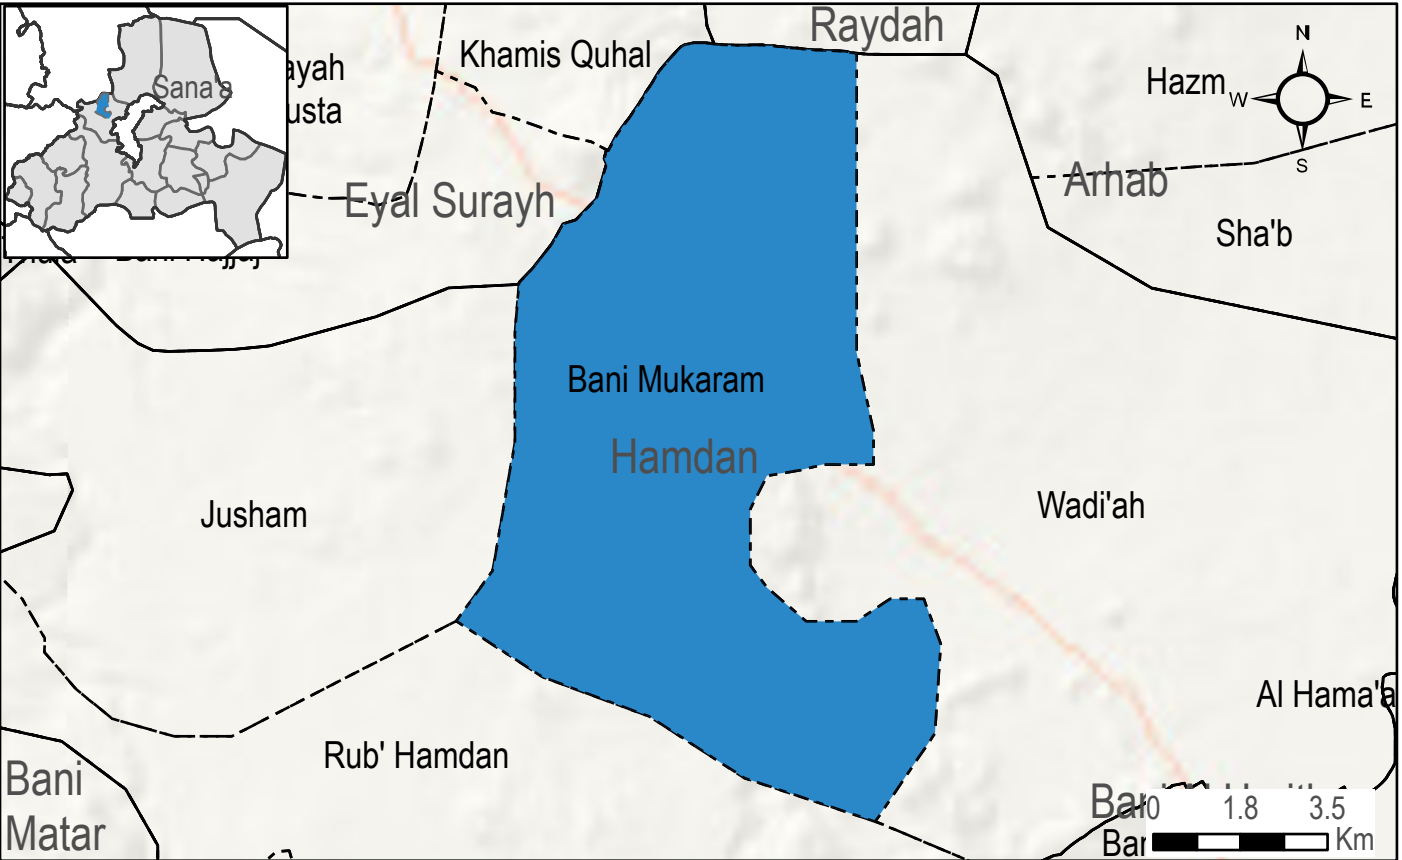 Raydah
Khamis Quhal
N
Sana'a
Hazm
W
E
S
Arhab
Eyal Surayh
Sha'b
Bani Mukaram
Hamdan
Jusham
Wadi'ah
Al Hama'a
Rub' Hamdan
Bani
Matar
0 1.8 3.5
Km